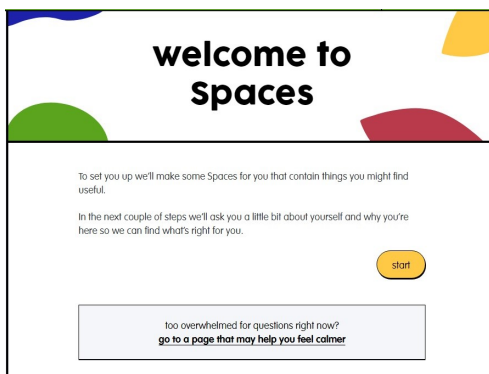 welcome to
Spaces
To set you up we'll make some Spaces for you that contain things you might find
useful.
In the next couple of steps we'll ask you a little bit about yourself and why you're
here so we can find what's right for you.
start
too overwhelmed for questions right now?
go to a page that may help you feel calmer